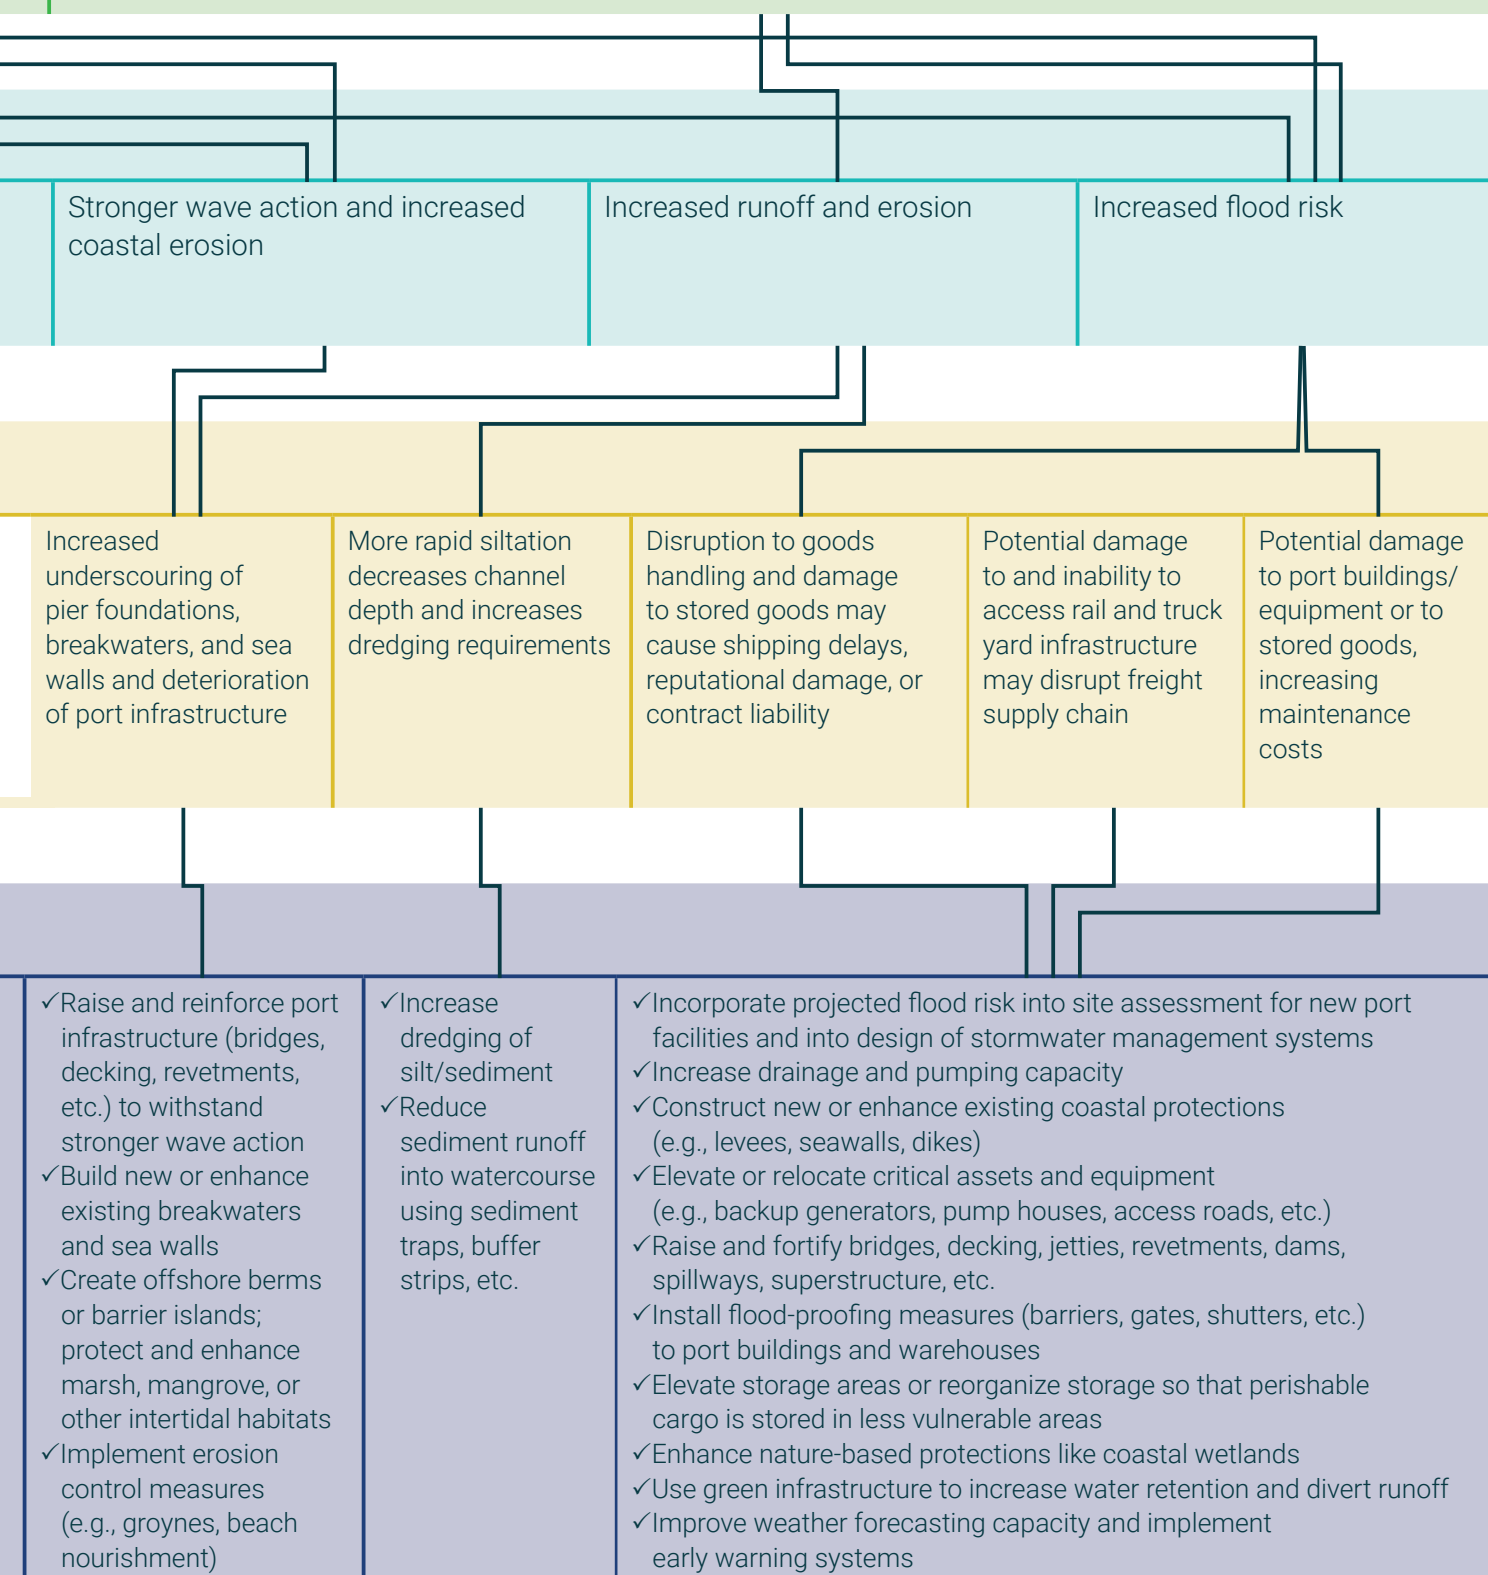 Stronger wave action and increased
coastal erosion
Increased runoff and erosion
Increased flood risk
Increased
underscouring of
pier foundations,
breakwaters, and sea
walls and deterioration
of port infrastructure
More rapid siltation
decreases channel
depth and increases
dredging requirements
Disruption to goods
handling and damage
to stored goods may
cause shipping delays,
reputational damage, or
contract liability
Potential damage
to and inability to
access rail and truck
yard infrastructure
may disrupt freight
supply chain
Potential damage
to port buildings/
equipment or to
stored goods,
increasing
maintenance
costs
✓Raise and reinforce port
infrastructure (bridges,
decking, revetments,
etc.) to withstand
stronger wave action
✓Build new or enhance
existing breakwaters
and sea walls
✓Create offshore berms
or barrier islands;
protect and enhance
marsh, mangrove, or
other intertidal habitats
✓Implement erosion
control measures
(e.g., groynes, beach
nourishment)
✓Increase
dredging of
silt/sediment
✓Reduce
sediment runoff
into watercourse
using sediment
traps, buffer
strips, etc.
✓Incorporate projected flood risk into site assessment for new port
facilities and into design of stormwater management systems
✓Increase drainage and pumping capacity
✓Construct new or enhance existing coastal protections
(e.g., levees, seawalls, dikes)
✓Elevate or relocate critical assets and equipment
(e.g., backup generators, pump houses, access roads, etc.)
✓Raise and fortify bridges, decking, jetties, revetments, dams,
spillways, superstructure, etc.
✓Install flood-proofing measures (barriers, gates, shutters, etc.)
to port buildings and warehouses
✓Elevate storage areas or reorganize storage so that perishable
cargo is stored in less vulnerable areas
✓Enhance nature-based protections like coastal wetlands
✓Use green infrastructure to increase water retention and divert runoff
✓Improve weather forecasting capacity and implement
early warning systems